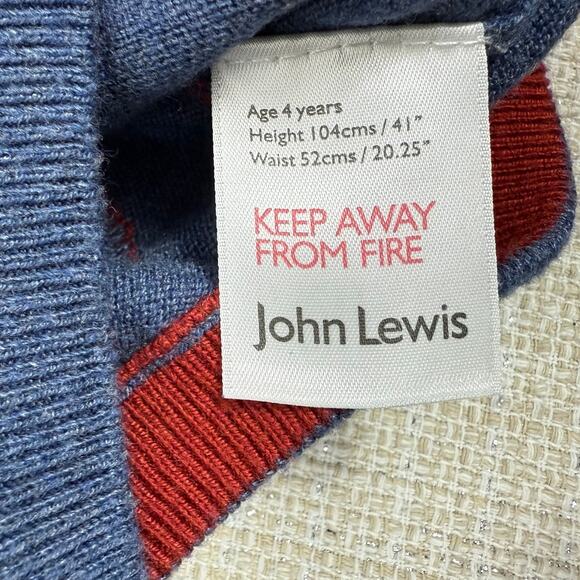 Age 4 years
Height 104cms / 41"
Waist 52cms / 20.25"
KEEP AWAY
FROM FIRE
John Lewis